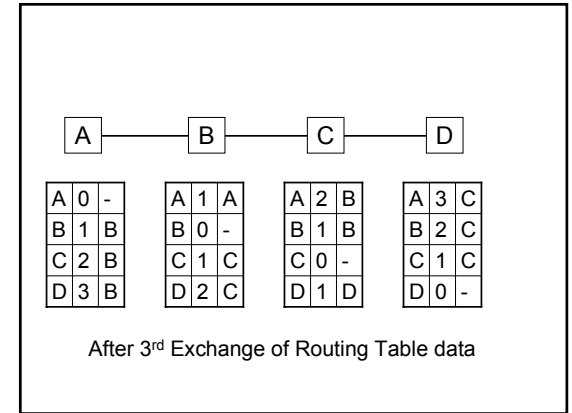 A B C D
A 0 - A 1 A A 2 B A 3 C
B 1 B B 0 - B 1 B B 2 C
C 2 B C 1 C C 0 - C 1 C
D 3 B D 2 C D 1 D D 0 -
After 3rd Exchange of Routing Table data